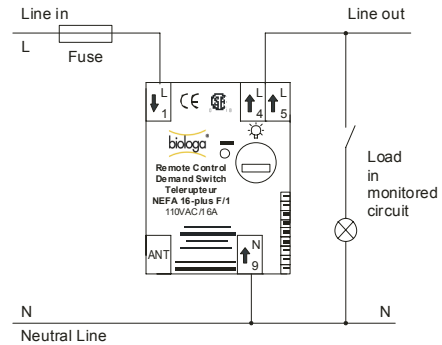 Line in
Line out
L
Fuse
L
1
CE
L
4
L
5
biologa
Remote Control
Demand Switch
Telerupteur
NEFA 16-plus F/1
110VAC/16A
Load
in
monitored
circuit
ANT
N
9
N
N
Neutral Line